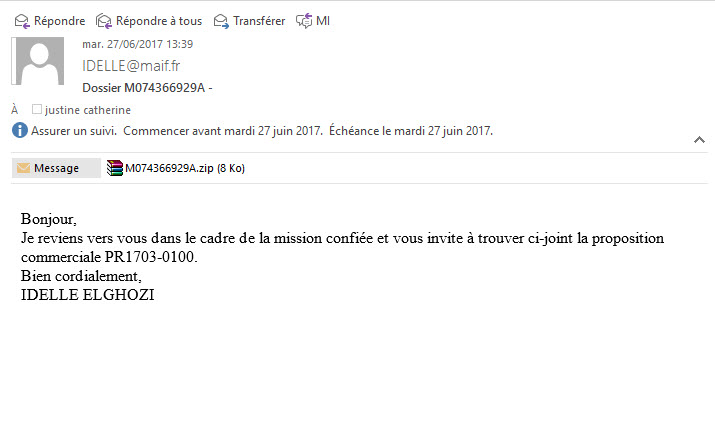 Répondre Répondre à tous Transférer MI
mar. 27/06/2017 13:39
IDELLE@maif.fr
Dossier M074366929A -
À justine catherine
Assurer un suivi. Commencer avant mardi 27 juin 2017. Échéance le mardi 27 juin 2017.
Message M074366929A.zip (8 Ko)
Bonjour,
Je reviens vers vous dans le cadre de la mission confiée et vous invite à trouver ci-joint la proposition
commerciale PR1703-0100.
Bien cordialement,
IDELLE ELGHOZI